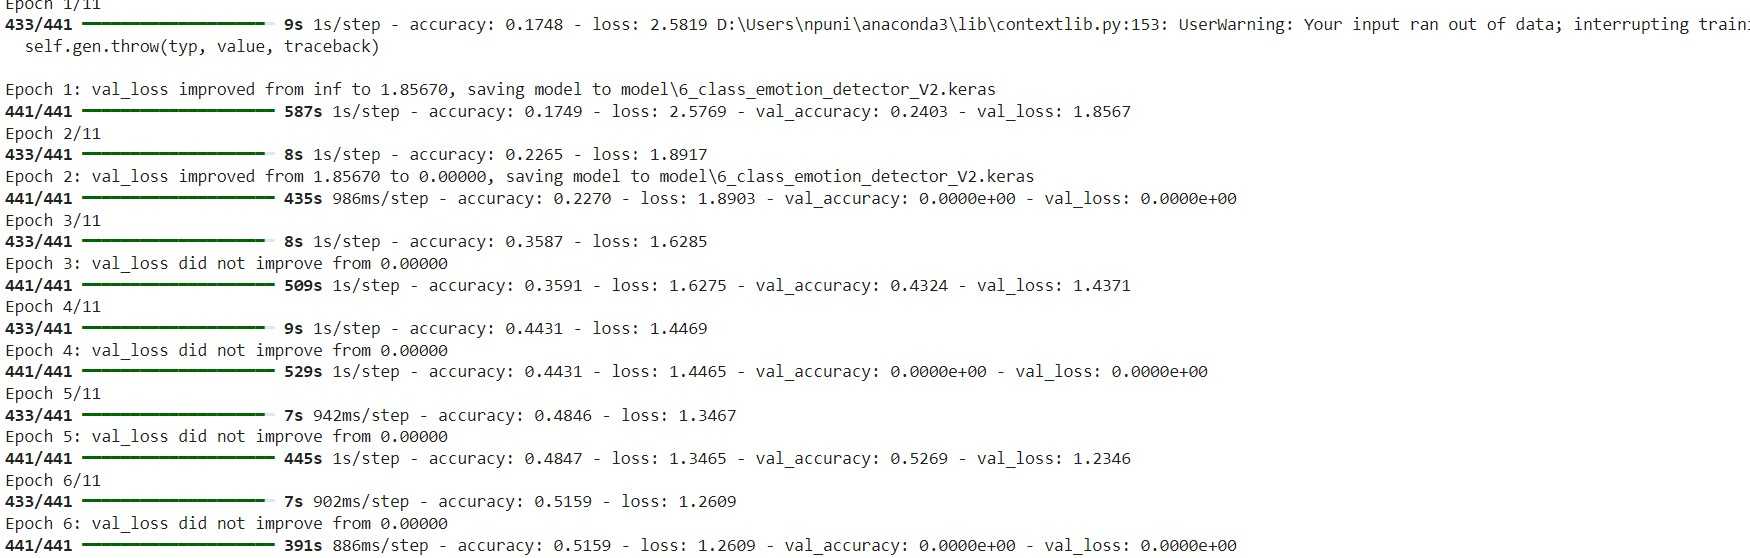 Epoch 1/11
433/441 9s 1s/step - accuracy: 0.1748 - loss: 2.5819 D:\Users\npuni\anaconda3\lib\contextlib.py:153: UserWarning: Your input ran out of data; interrupting traini
self.gen.throw(typ, value, traceback)
Epoch 1: val_loss improved from inf to 1.85670, saving model to model\6_class_emotion_detector_V2.keras
441/441 587s 1s/step - accuracy: 0.1749 - loss: 2.5769 - val_accuracy: 0.2403 - val_loss: 1.8567
Epoch 2/11
433/441 8s 1s/step - accuracy: 0.2265 - loss: 1.8917
Epoch 2: val_loss improved from 1.85670 to 0.00000, saving model to model\6_class_emotion_detector_V2.keras
441/441 435s 986ms/step - accuracy: 0.2270 - loss: 1.8903 - val_accuracy: 0.0000e+00 - val_loss: 0.0000e+00
Epoch 3/11
433/441 8s 1s/step - accuracy: 0.3587 - loss: 1.6285
Epoch 3: val_loss did not improve from 0.00000
441/441 509s 1s/step - accuracy: 0.3591 - loss: 1.6275 - val_accuracy: 0.4324 - val_loss: 1.4371
Epoch 4/11
433/441 9s 1s/step - accuracy: 0.4431 - loss: 1.4469
Epoch 4: val_loss did not improve from 0.00000
441/441 529s 1s/step - accuracy: 0.4431 - loss: 1.4465 - val_accuracy: 0.0000e+00 - val_loss: 0.0000e+00
Epoch 5/11
433/441 7s 942ms/step - accuracy: 0.4846 - loss: 1.3467
Epoch 5: val_loss did not improve from 0.00000
441/441 445s 1s/step - accuracy: 0.4847 - loss: 1.3465 - val_accuracy: 0.5269 - val_loss: 1.2346
Epoch 6/11
433/441 7s 902ms/step - accuracy: 0.5159 - loss: 1.2609
Epoch 6: val_loss did not improve from 0.00000
441/441 391s 886ms/step - accuracy: 0.5159 - loss: 1.2609 - val_accuracy: 0.0000e+00 - val_loss: 0.0000e+00